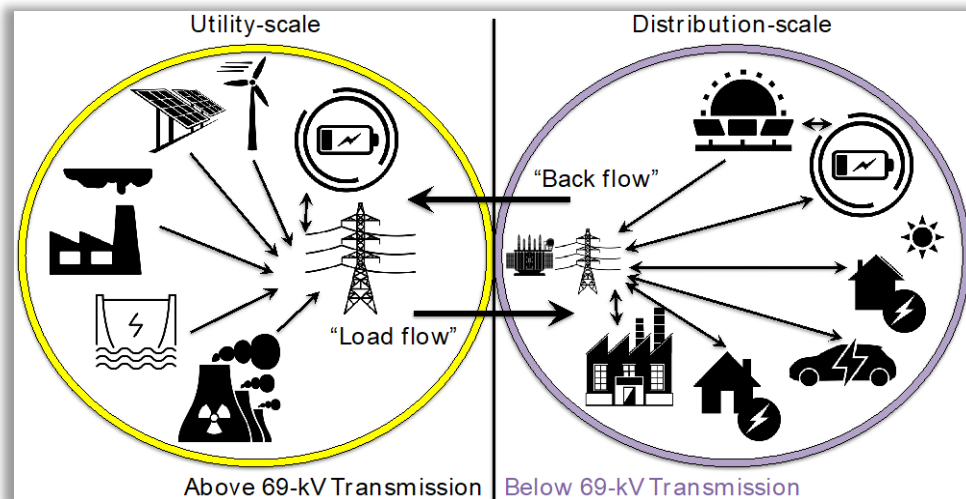 Utility-scale
Distribution-scale
“Back flow”
“Load flow”
Above 69-kV Transmission
Below 69-kV Transmission